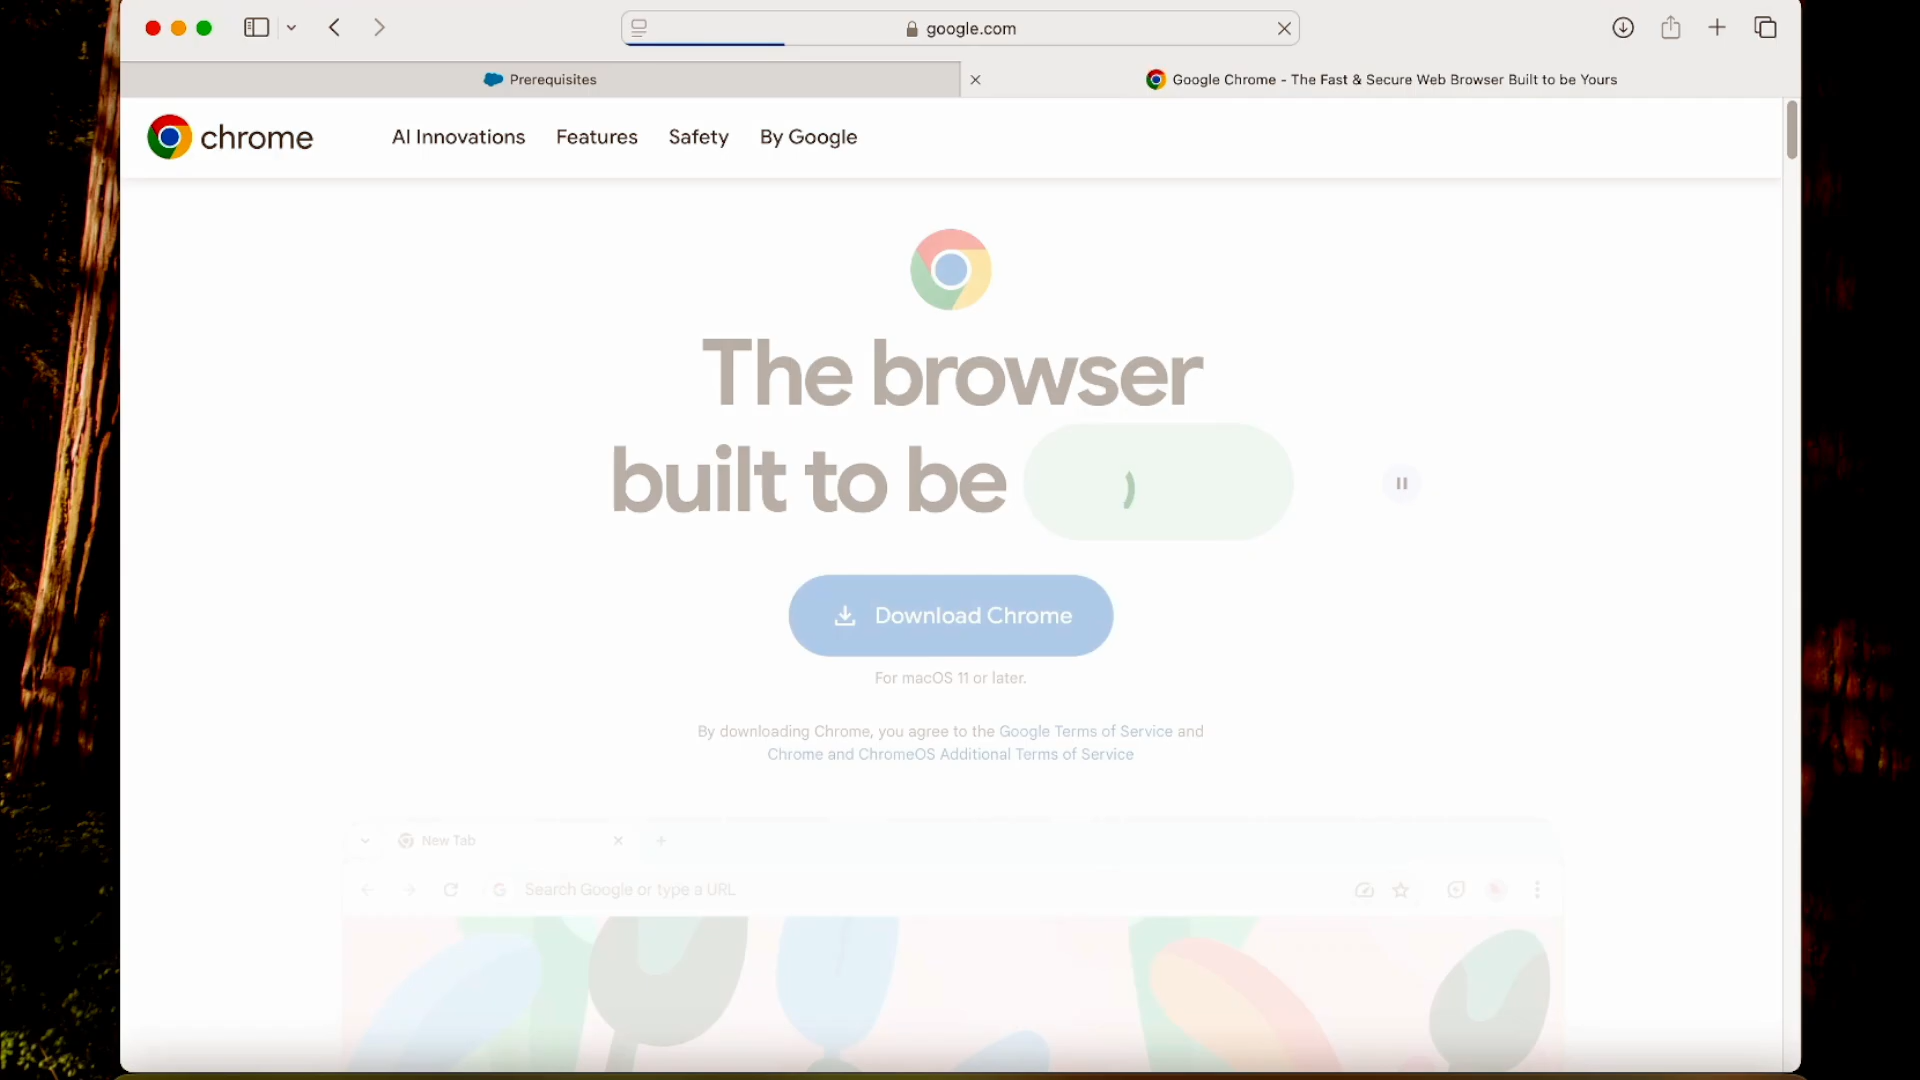 google.com
Prerequisites
Google Chrome - The Fast & Secure Web Browser Built to be Yours
chrome
AI Innovations
Features
Safety
By Google
The browser
built to be
Download Chrome
For macOS 11 or later.
By downloading Chrome, you agree to the Google Terms of Service and
Chrome and ChromeOS Additional Terms of Service
New Tab
Search Google or type a URL